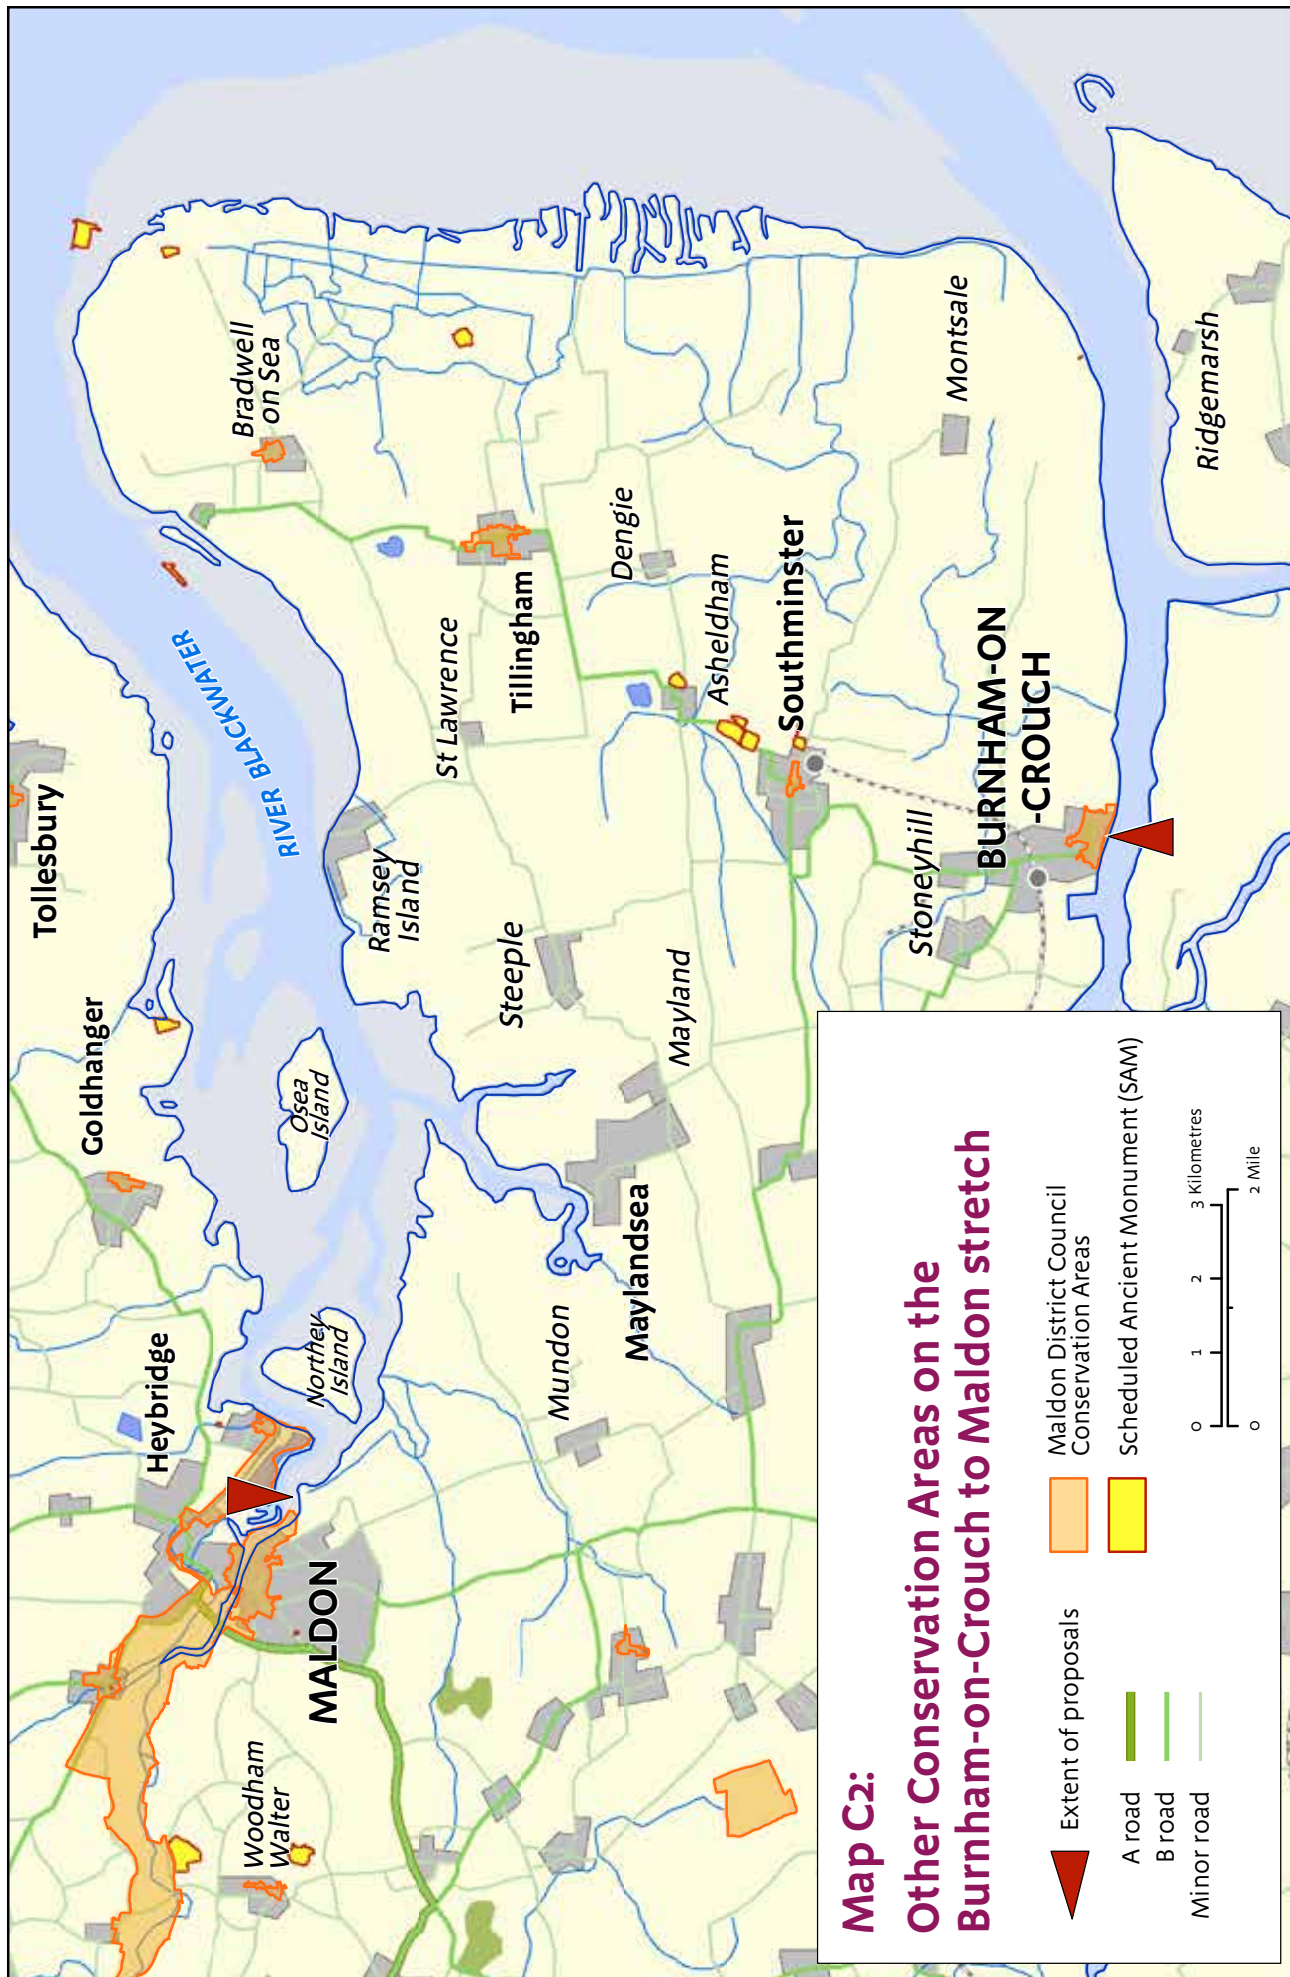 Map C2:
Other Conservation Areas on the
Burnham-on-Crouch to Maldon stretch
Extent of proposals
A road
B road
Minor road
Maldon District Council
Conservation Areas
Scheduled Ancient Monument (SAM)
0 1 2 3 Kilometres
0 2 Mile
Tollesbury
Goldhanger
Heybridge
RIVER BLACKWATER
Osea
Island
Northey
Island
MALDON
Woodham
Walter
Mundon
Maylandsea
Mayland
Steeple
Ramsey
Island
St Lawrence
Tillingham
Bradwell
on Sea
Dengie
Asheldham
Southminster
Stoneyhill
BURNHAM-ON
-CROUCH
Montsale
Ridgemarsh